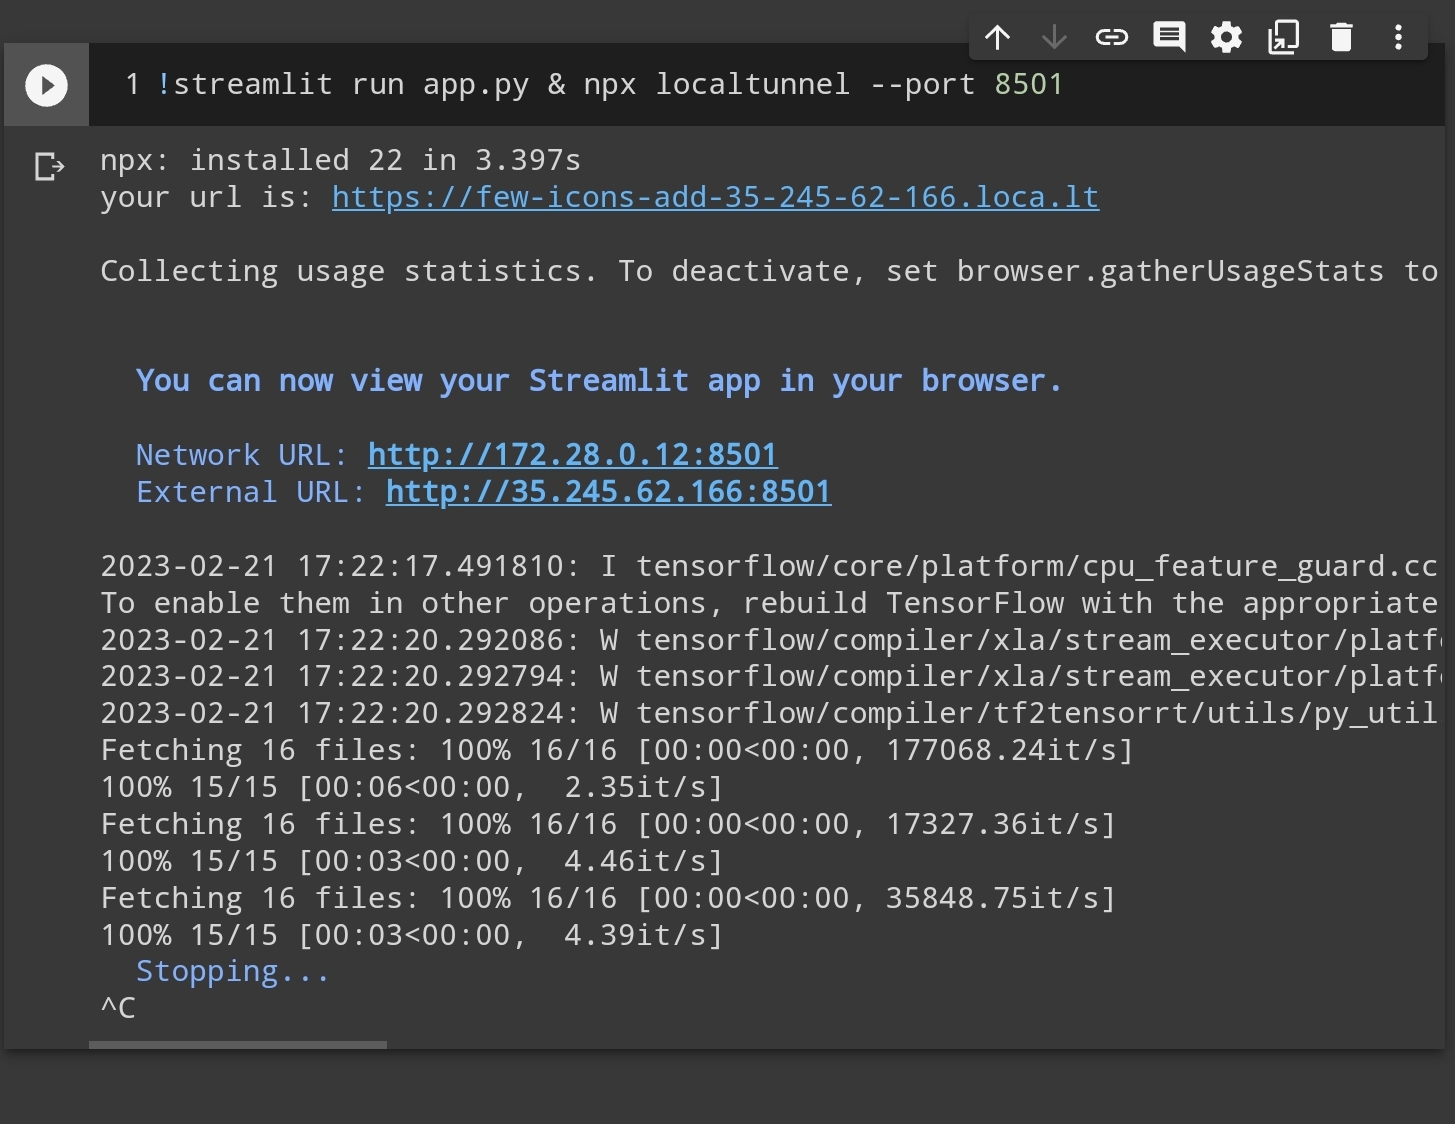 1 !streamlit run app.py & npx localtunnel --port 8501
npx: installed 22 in 3.397s
your url is: https://few-icons-add-35-245-62-166.loca.lt
Collecting usage statistics. To deactivate, set browser.gatherUsageStats to
You can now view your Streamlit app in your browser.
Network URL: http://172.28.0.12:8501
External URL: http://35.245.62.166:8501
2023-02-21 17:22:17.491810: I tensorflow/core/platform/cpu_feature_guard.cc
To enable them in other operations, rebuild TensorFlow with the appropriate
2023-02-21 17:22:20.292086: W tensorflow/compiler/xla/stream_executor/platf
2023-02-21 17:22:20.292794: W tensorflow/compiler/xla/stream_executor/platf
2023-02-21 17:22:20.292824: W tensorflow/compiler/tf2tensorrt/utils/py_util
Fetching 16 files: 100% 16/16 [00:00<00:00, 177068.24it/s]
100% 15/15 [00:06<00:00,  2.35it/s]
Fetching 16 files: 100% 16/16 [00:00<00:00, 17327.36it/s]
100% 15/15 [00:03<00:00,  4.46it/s]
Fetching 16 files: 100% 16/16 [00:00<00:00, 35848.75it/s]
100% 15/15 [00:03<00:00,  4.39it/s]
Stopping...
^C